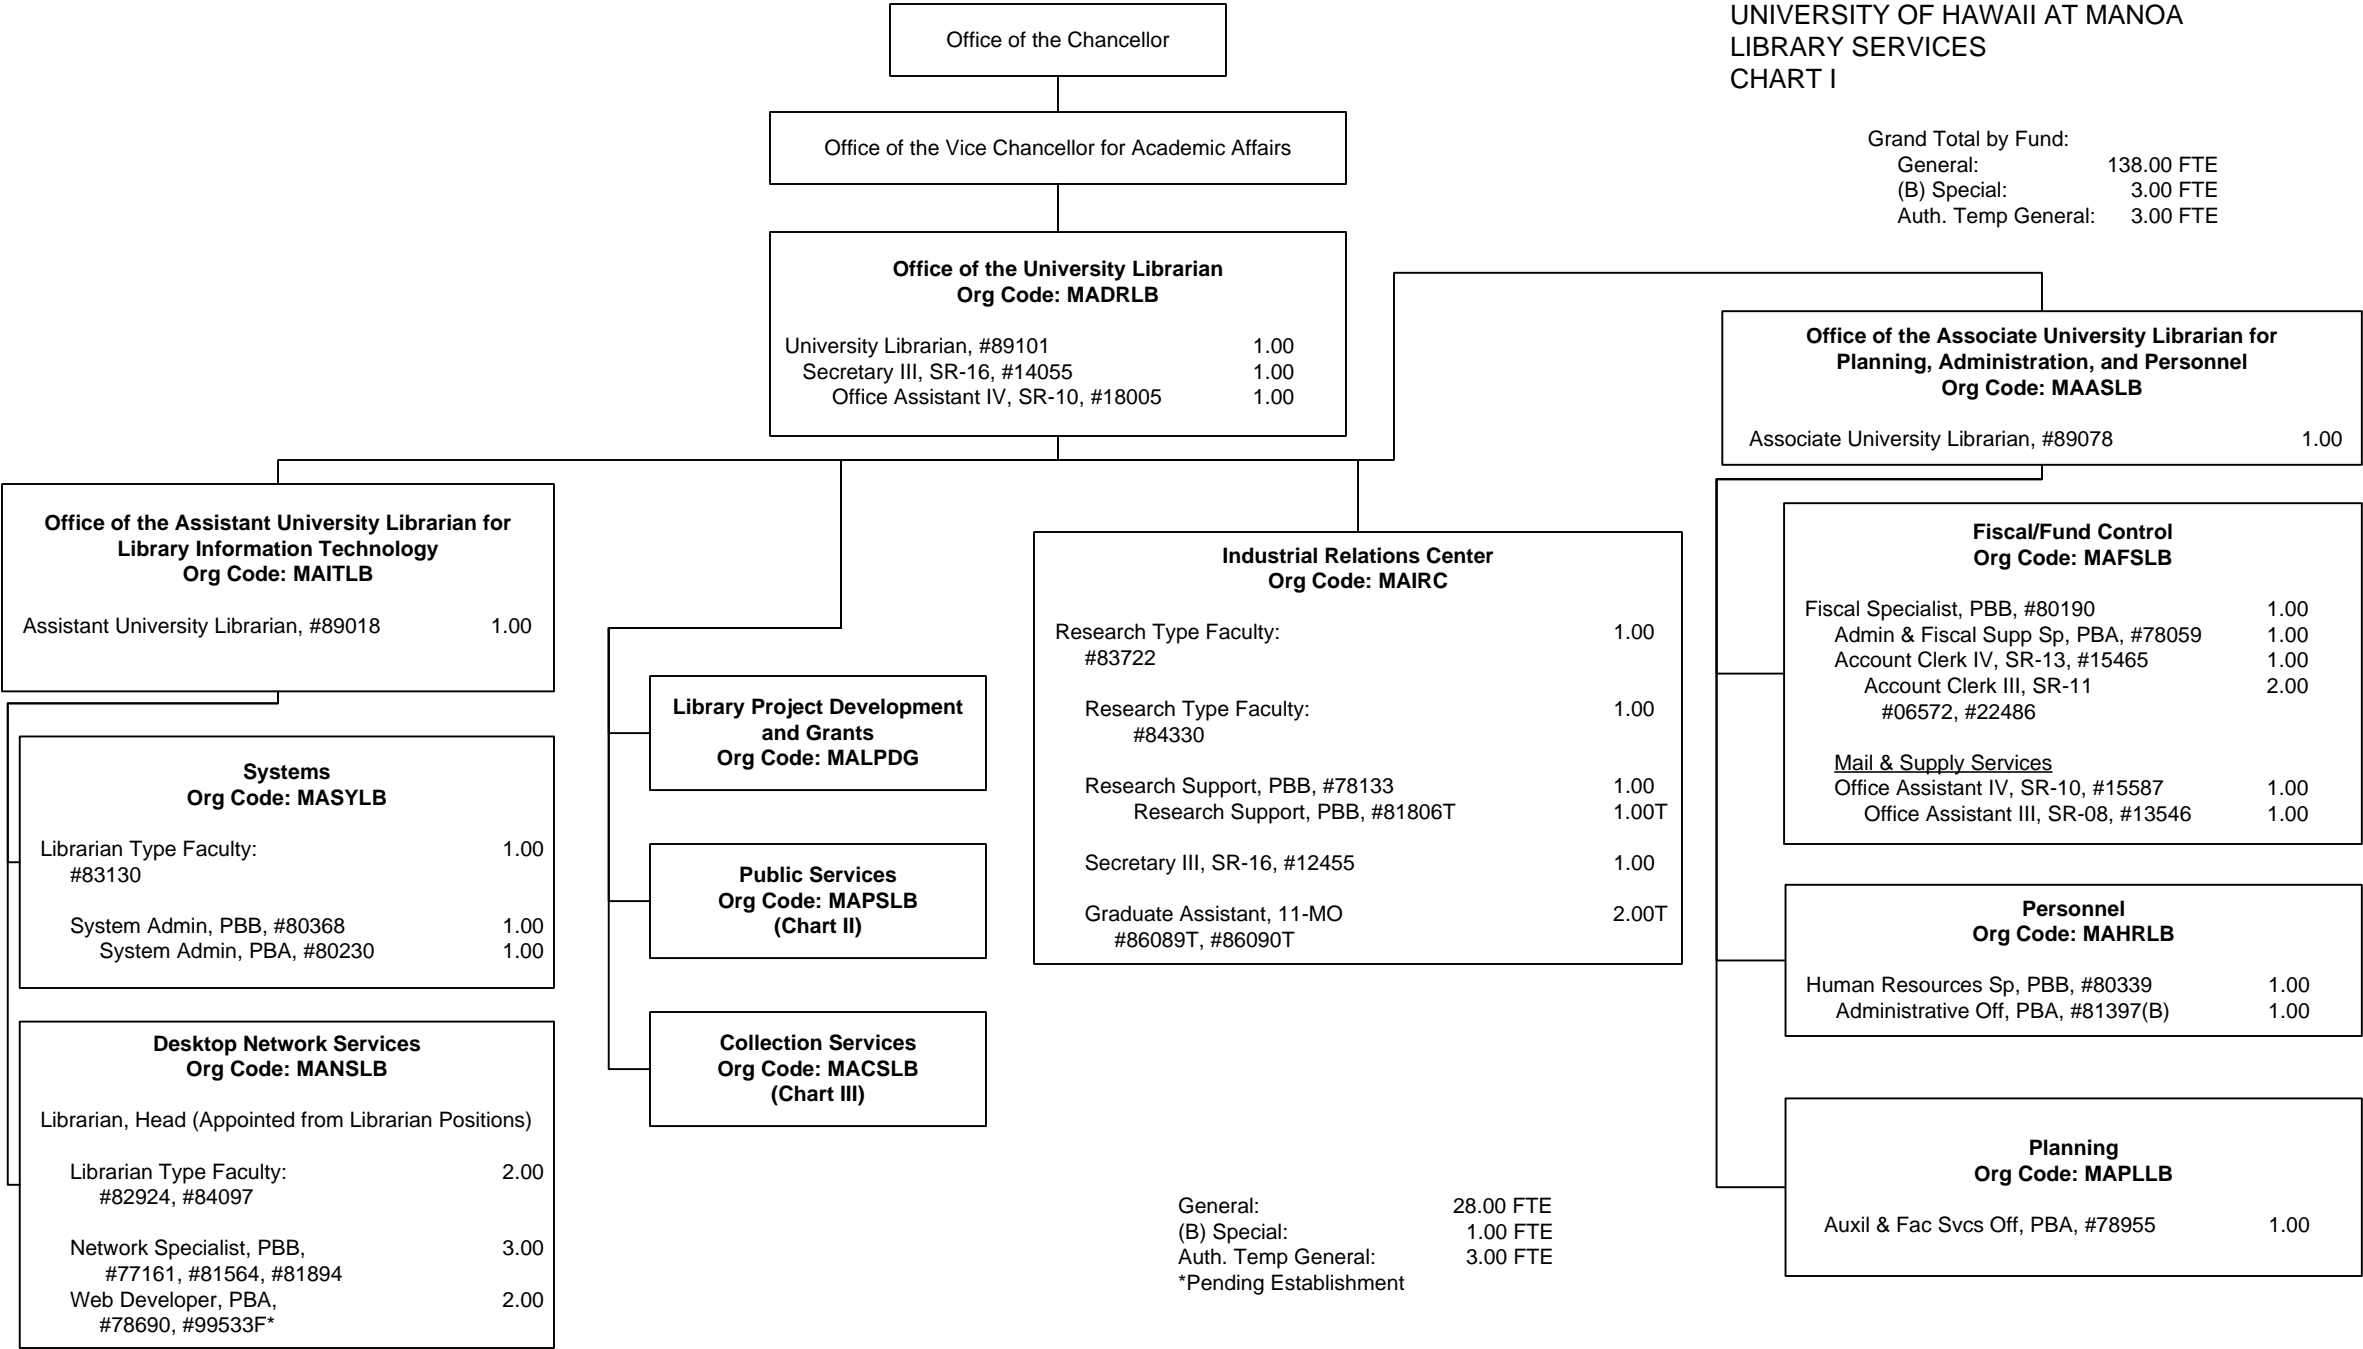 UNIVERSITY OF HAWAII AT MANOA
LIBRARY SERVICES
CHART I
Grand Total by Fund:
General: 138.00 FTE
(B) Special: 3.00 FTE
Auth. Temp General: 3.00 FTE
Office of the Chancellor
Office of the Vice Chancellor for Academic Affairs
Office of the University Librarian
Org Code: MADRLB
University Librarian, #89101 1.00
Secretary III, SR-16, #14055 1.00
Office Assistant IV, SR-10, #18005 1.00
Office of the Assistant University Librarian for
Library Information Technology
Org Code: MAITLB
Assistant University Librarian, #89018 1.00
Systems
Org Code: MASYLB
Librarian Type Faculty: 1.00
#83130
System Admin, PBB, #80368 1.00
System Admin, PBA, #80230 1.00
Desktop Network Services
Org Code: MANSLB
Librarian, Head (Appointed from Librarian Positions)
Librarian Type Faculty: 2.00
#82924, #84097
Network Specialist, PBB, 3.00
#77161, #81564, #81894
Web Developer, PBA, 2.00
#78690, #99533F*
Library Project Development
and Grants
Org Code: MALPDG
Public Services
Org Code: MAPSLB
(Chart II)
Collection Services
Org Code: MACSLB
(Chart III)
Industrial Relations Center
Org Code: MAIRC
Research Type Faculty: 1.00
#83722
Research Type Faculty: 1.00
#84330
Research Support, PBB, #78133 1.00
Research Support, PBB, #81806T 1.00T
Secretary III, SR-16, #12455 1.00
Graduate Assistant, 11-MO 2.00T
#86089T, #86090T
Office of the Associate University Librarian for
Planning, Administration, and Personnel
Org Code: MAASLB
Associate University Librarian, #89078 1.00
Fiscal/Fund Control
Org Code: MAFSLB
Fiscal Specialist, PBB, #80190 1.00
Admin & Fiscal Supp Sp, PBA, #78059 1.00
Account Clerk IV, SR-13, #15465 1.00
Account Clerk III, SR-11 2.00
#06572, #22486
Mail & Supply Services
Office Assistant IV, SR-10, #15587 1.00
Office Assistant III, SR-08, #13546 1.00
Personnel
Org Code: MAHRLB
Human Resources Sp, PBB, #80339 1.00
Administrative Off, PBA, #81397(B) 1.00
Planning
Org Code: MAPLLB
Auxil & Fac Svcs Off, PBA, #78955 1.00
General: 28.00 FTE
(B) Special: 1.00 FTE
Auth. Temp General: 3.00 FTE
*Pending Establishment